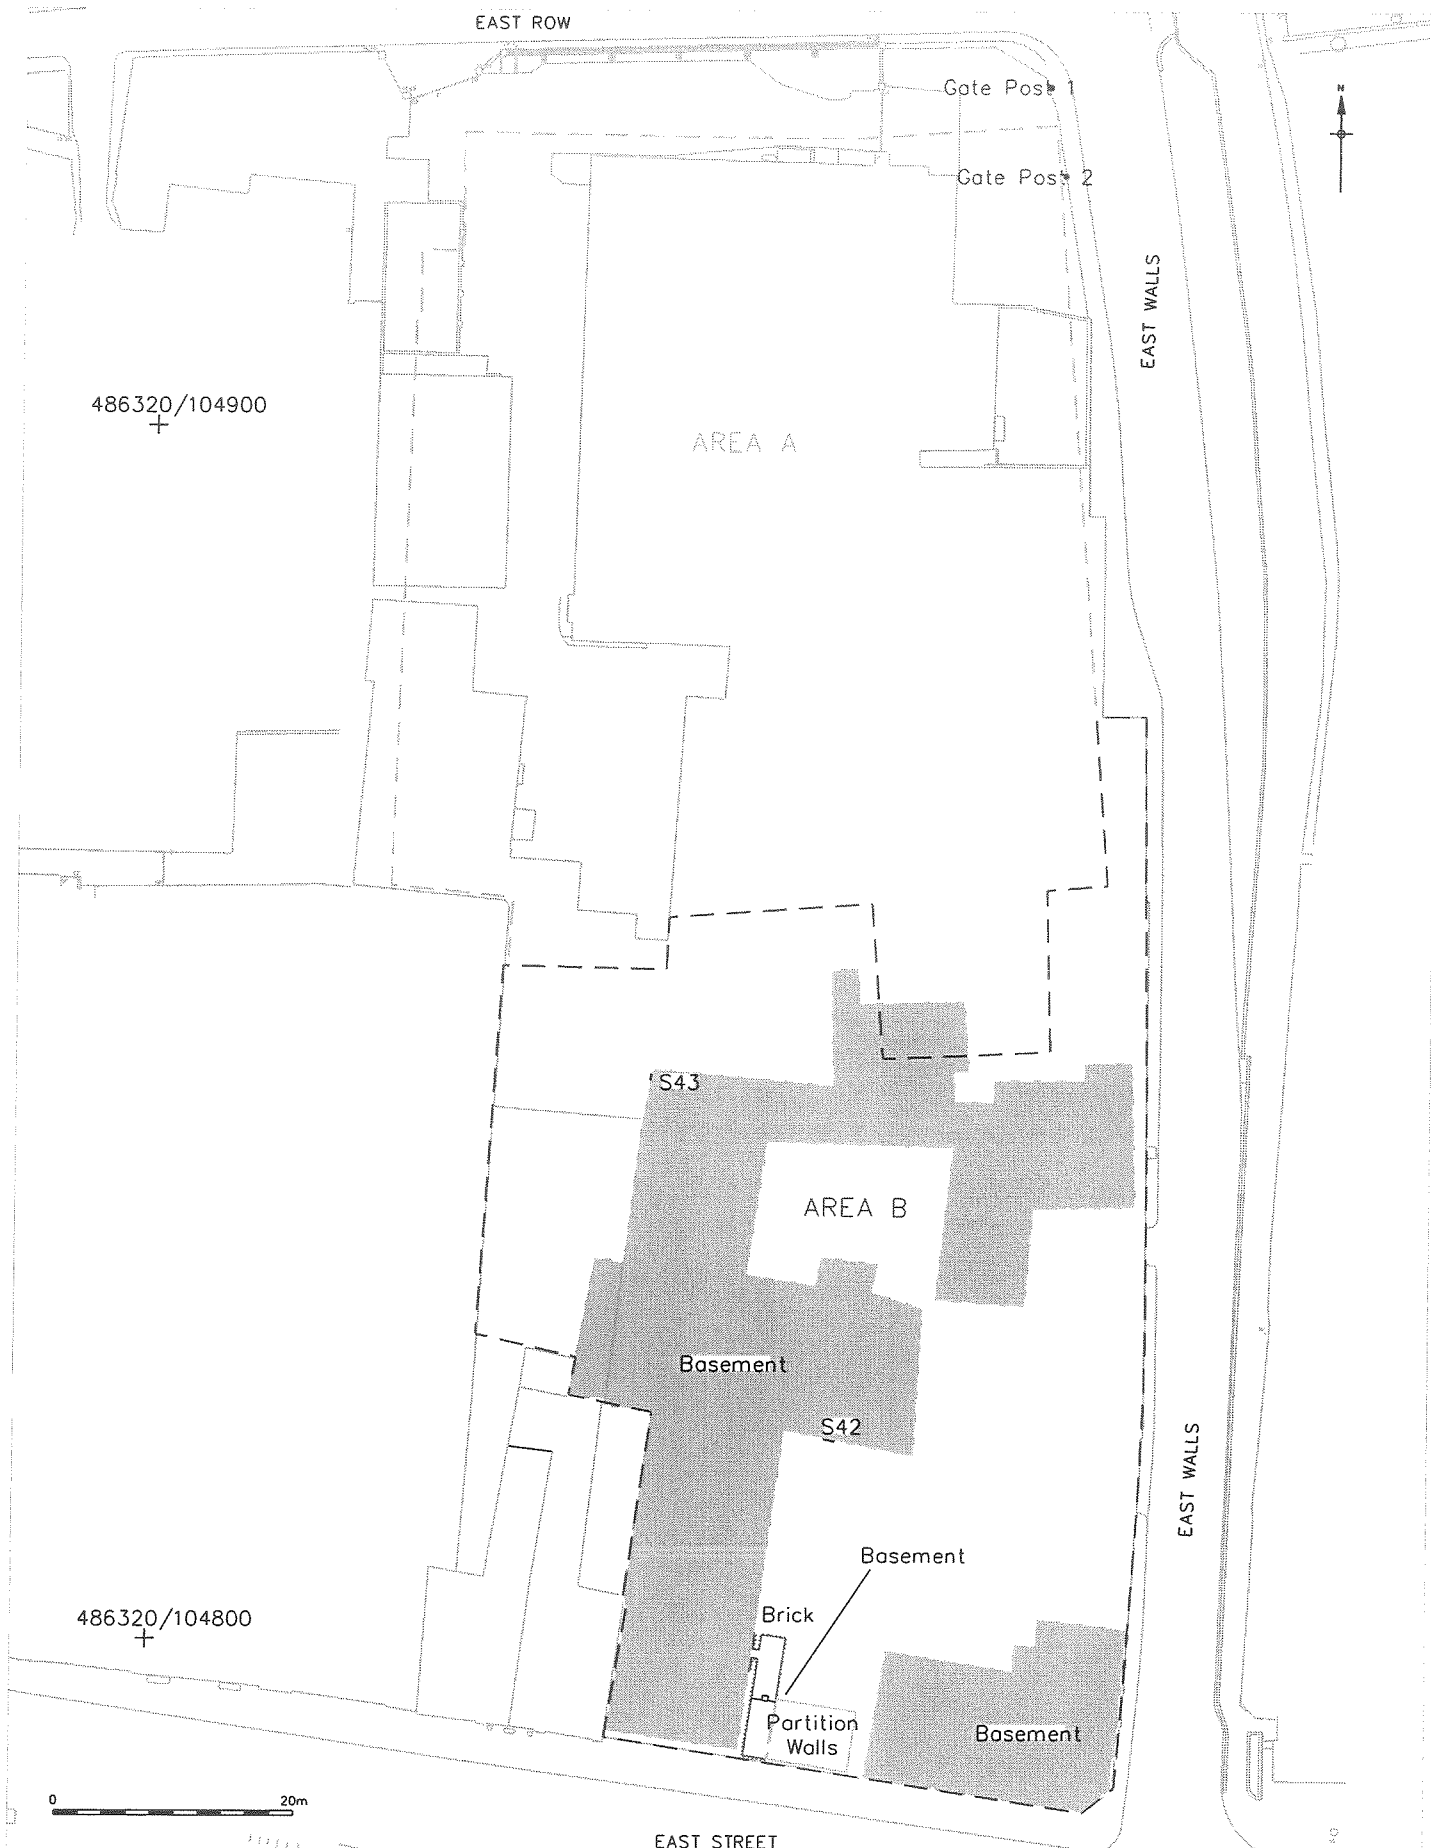 EAST ROW
Gate Post 1
N
Gate Post 2
EAST WALLS
486320/104900
AREA A
S43
AREA B
Basement
S42
EAST WALLS
Basement
Brick
486320/104800
Partition
Walls
Basement
0 20m
EAST STREET